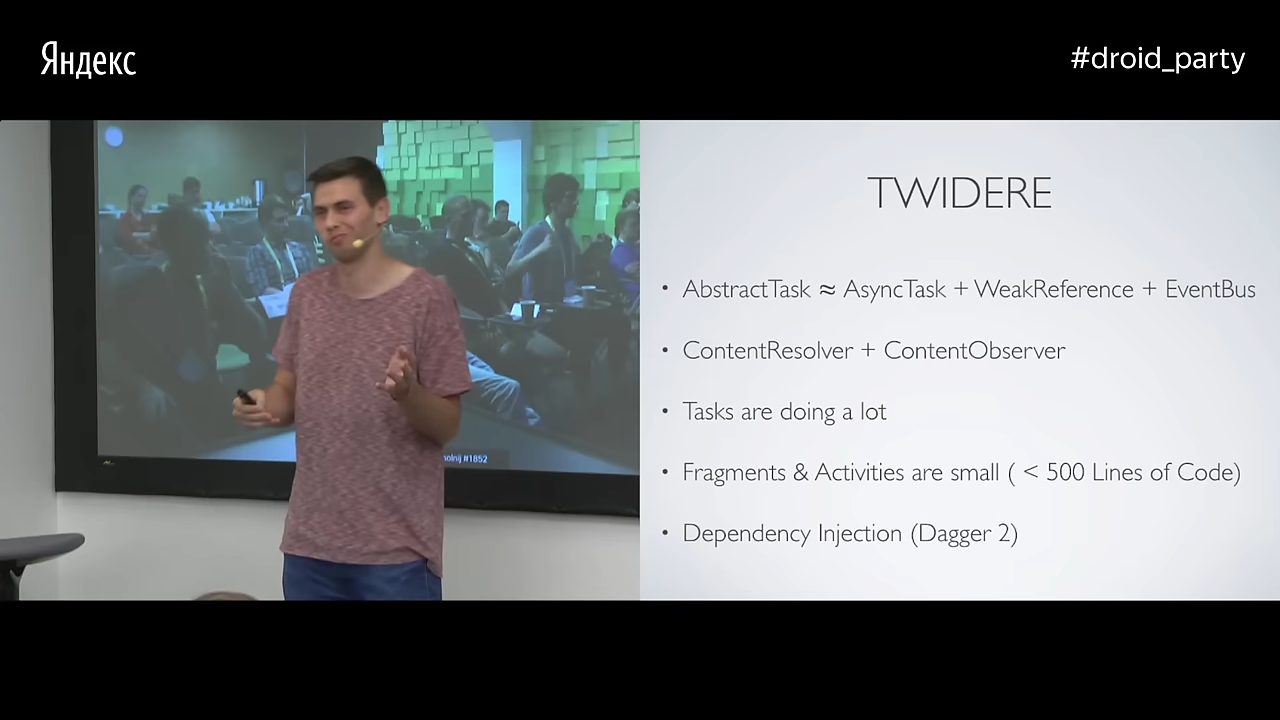 Яндекс
#droid_party
TWIDERE
• AbstractTask ≈ AsyncTask + WeakReference + EventBus
• ContentResolver + ContentObserver
• Tasks are doing a lot
• Fragments & Activities are small ( < 500 Lines of Code)
• Dependency Injection (Dagger 2)
#1852